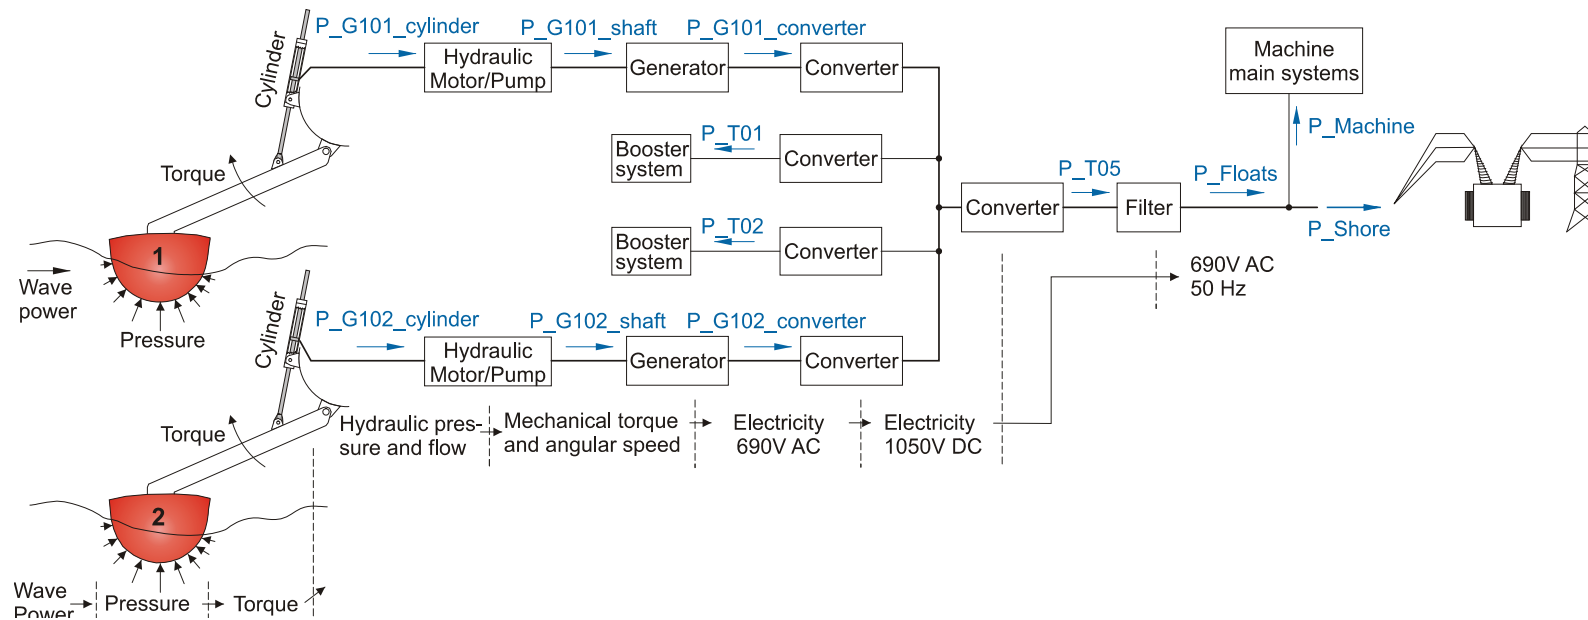 P_G101_cylinder
P_G101_shaft
P_G101_converter
Cylinder
Hydraulic
Motor/Pump
Generator
Converter
Machine
main systems
P_Machine
P_T01
Booster
system
Converter
Torque
P_T05
P_Floats
Converter
Filter
P_Shore
P_T02
Booster
system
Converter
1
Wave
power
Pressure
690V AC
50 Hz
P_G102_cylinder
P_G102_shaft
P_G102_converter
Cylinder
Hydraulic
Motor/Pump
Generator
Converter
Torque
Hydraulic pres-
sure and flow
Mechanical torque
and angular speed
Electricity
690V AC
Electricity
1050V DC
2
Wave
Power
Pressure
Torque